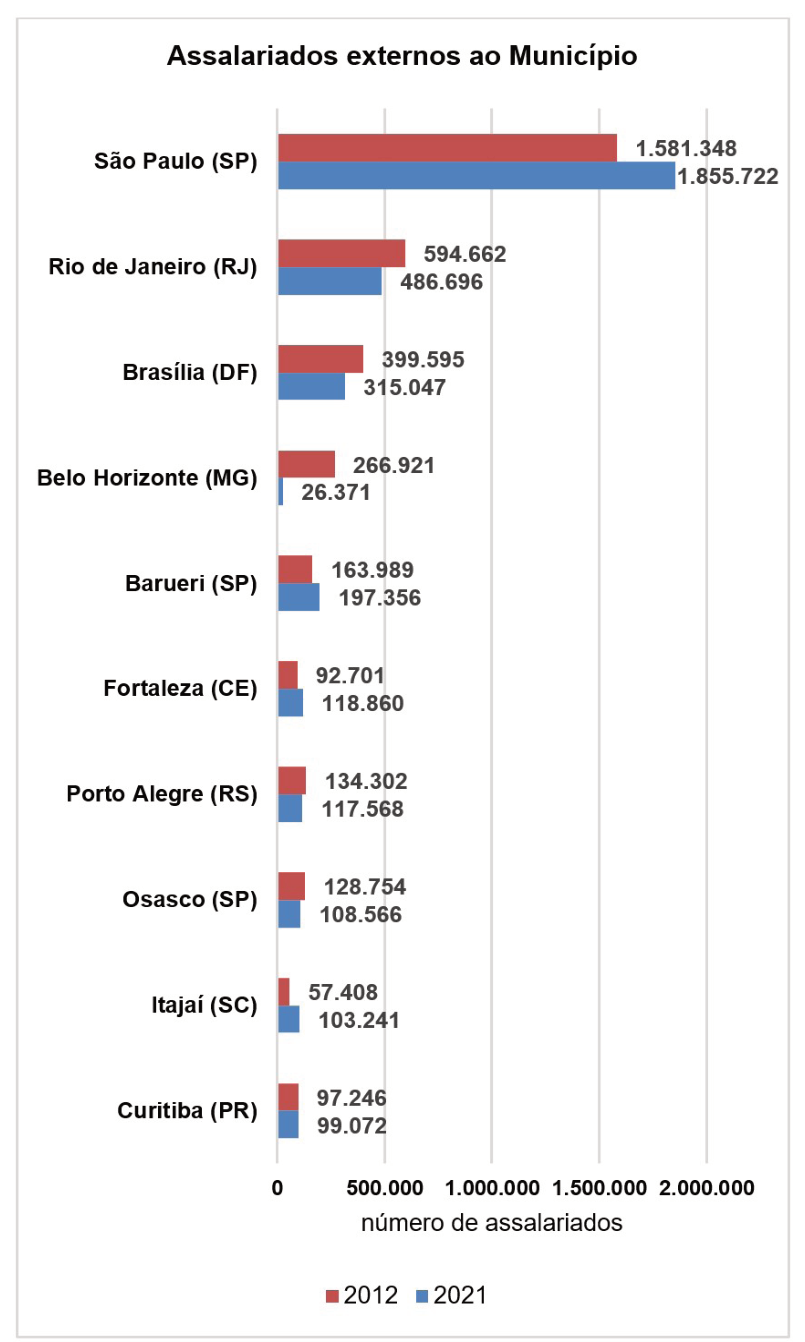 Assalariados externos ao Município
São Paulo (SP)
1.581.348
1.855.722
Rio de Janeiro (RJ)
594.662
486.696
Brasília (DF)
399.595
315.047
Belo Horizonte (MG)
266.921
26.371
Barueri (SP)
163.989
197.356
Fortaleza (CE)
92.701
118.860
Porto Alegre (RS)
134.302
117.568
Osasco (SP)
128.754
108.566
Itajaí (SC)
57.408
103.241
Curitiba (PR)
97.246
99.072
0 500.000 1.000.000 1.500.000 2.000.000
número de assalariados
2012 2021